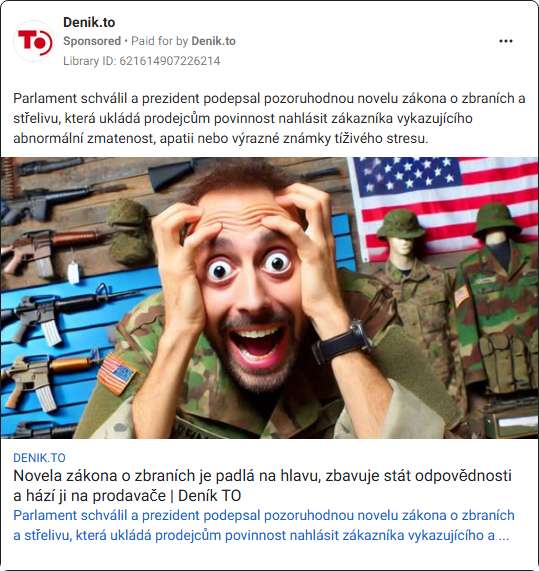 Denik.to
Sponsored • Paid for by Denik.to
Library ID: 621614907226214
Parlament schválil a prezident podepsal pozoruhodnou novelu zákona o zbraních a
střelivu, která ukládá prodejcům povinnost nahlásit zákazníka vykazujícího
abnormální zmatenost, apatii nebo výrazné známky tíživého stresu.
TO
DENIK.TO
Novela zákona o zbraních je padlá na hlavu, zbavuje stát odpovědnosti
a hází ji na prodavače | Deník TO
Parlament schválil a prezident podepsal pozoruhodnou novelu zákona o zbraních
a střelivu, která ukládá prodejcům povinnost nahlásit zákazníka vykazujícího a ...